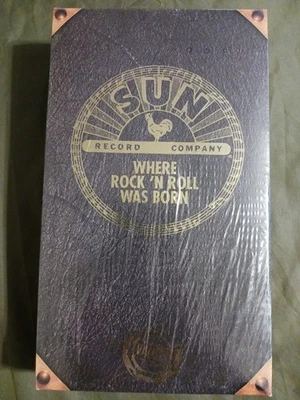 SUN
RECORD COMPANY
WHERE
ROCK 'N ROLL
WAS BORN